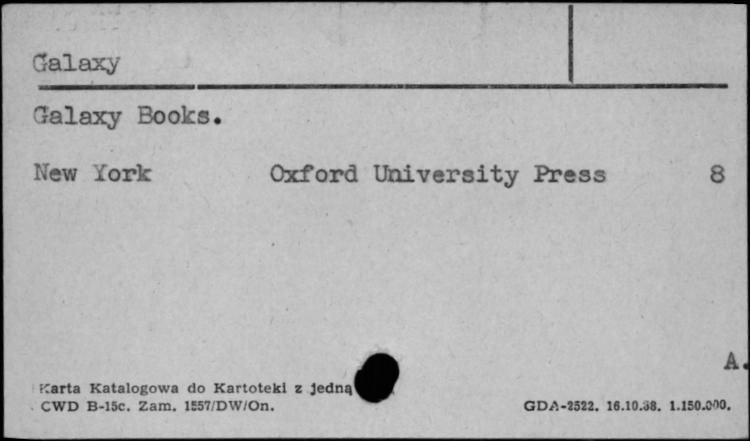 Galaxy
Galaxy Books.
New York Oxford University Press 8
A.
Karta Katalogowa do Kartoteki z jedną
CWD B-15c. Zam. 1557/DW/On. GDA-2522. 16.10.58. 1.150.000.